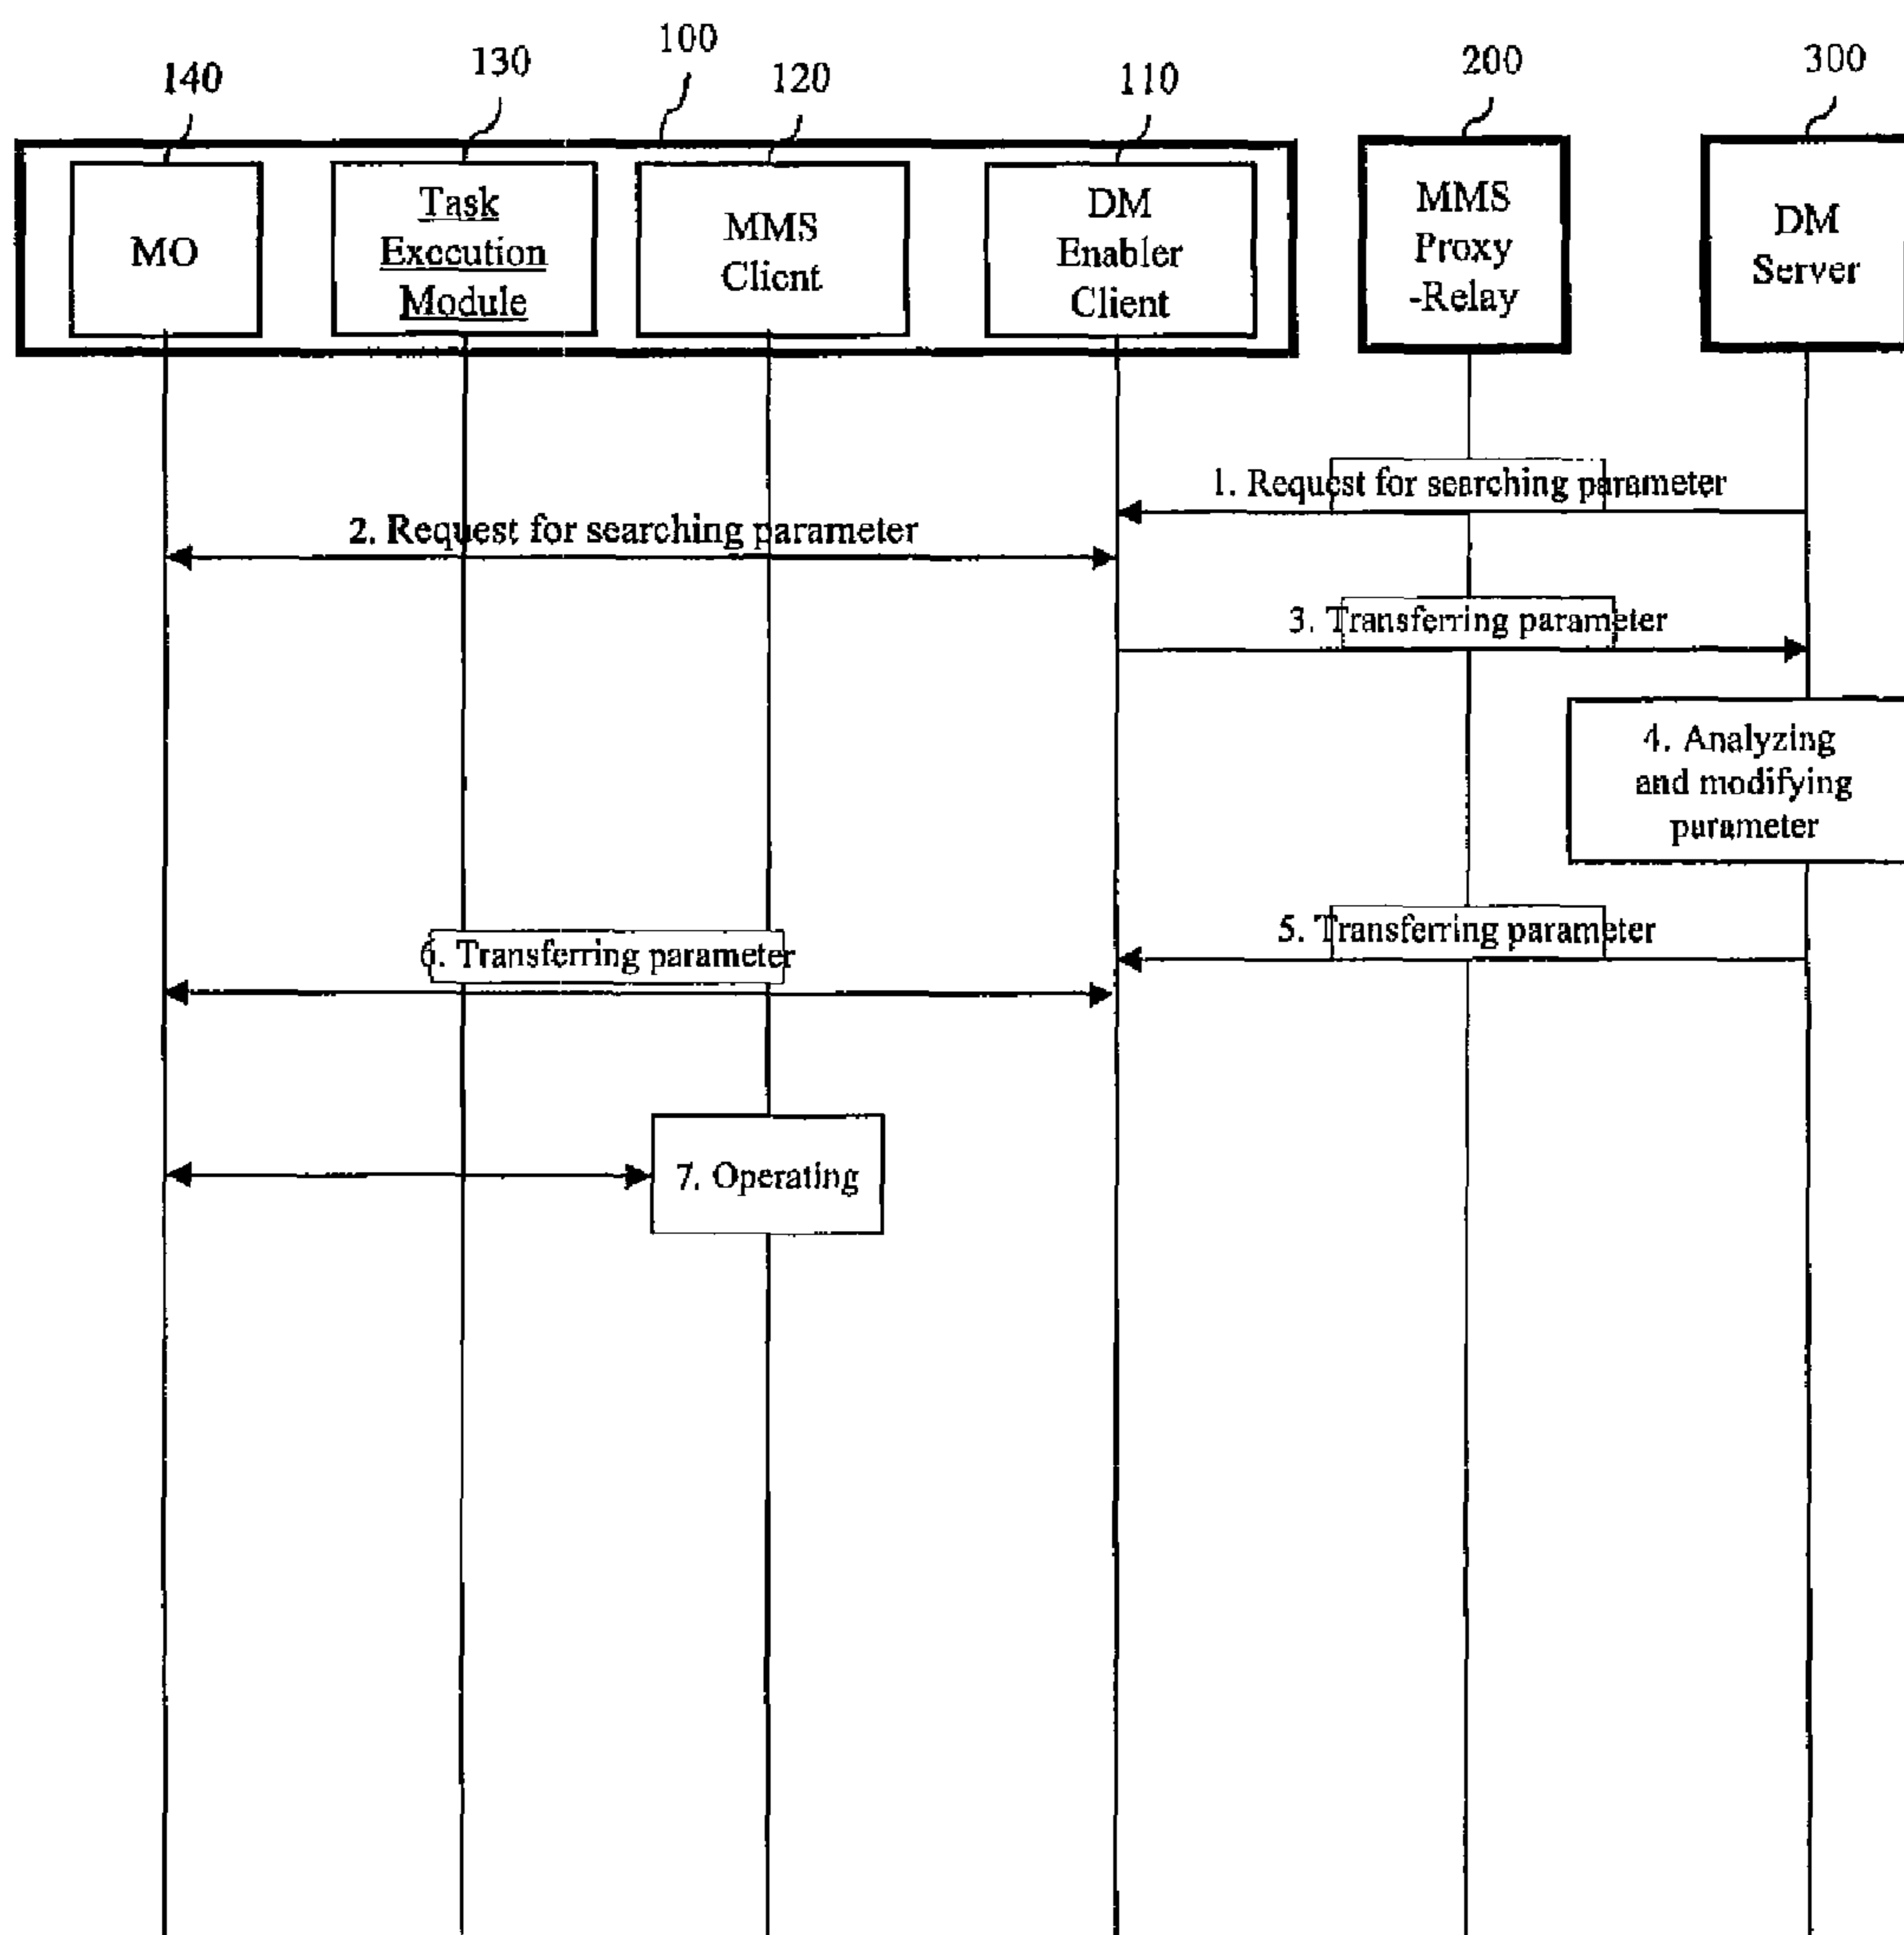 100
140
130
120
110
200
300
MO
Task
Execution
Module
MMS
Client
DM
Enabler
Client
MMS
Proxy
-Relay
DM
Server
1. Request for searching parameter
2. Request for searching parameter
3. Transferring parameter
4. Analyzing
and modifying
parameter
5. Transferring parameter
6. Transferring parameter
7. Operating